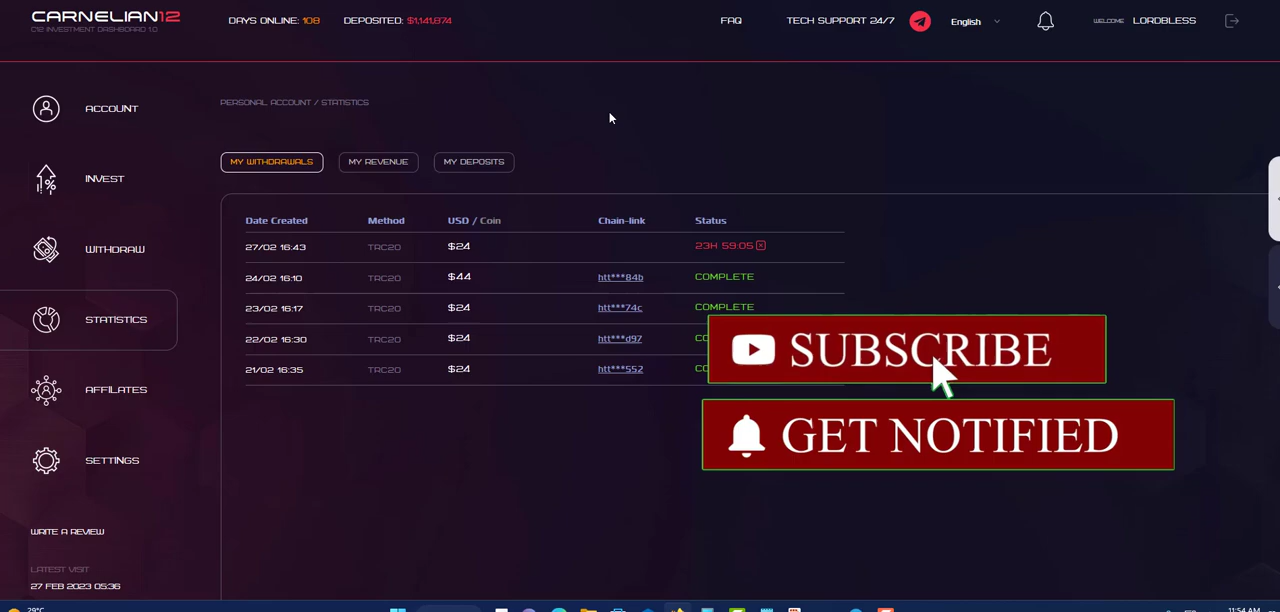 CARNELIAN12
C12 INVESTMENT DASHBOARD 1.0
DAYS ONLINE: 108
DEPOSITED: $1,141,874
FAQ
TECH SUPPORT 24/7
English
WELCOME LORDBLESS
ACCOUNT
INVEST
WITHDRAW
STATISTICS
AFFILIATES
SETTINGS
WRITE A REVIEW
LATEST VISIT
27 FEB 2023 05:36
PERSONAL ACCOUNT / STATISTICS
MY WITHDRAWALS MY REVENUE MY DEPOSITS
Date Created Method USD / Coin Chain-link Status
27/02 16:43 TRC20 $24 23H 59:05
24/02 16:10 TRC20 $44 htt***84b COMPLETE
23/02 16:17 TRC20 $24 htt***74c COMPLETE
22/02 16:30 TRC20 $24 htt***d97 CO
21/02 16:35 TRC20 $24 htt***552 CO
SUBSCRIBE
GET NOTIFIED
29°C
11:54 AM